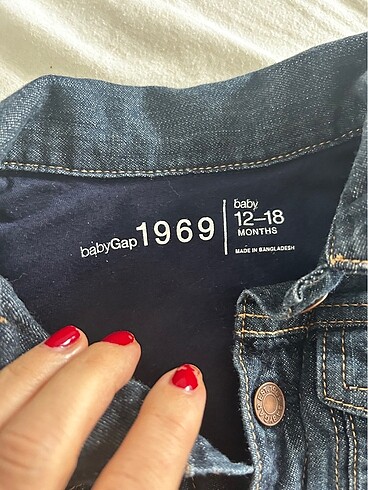 babyGap 1969
baby
12–18
MONTHS
MADE IN BANGLADESH